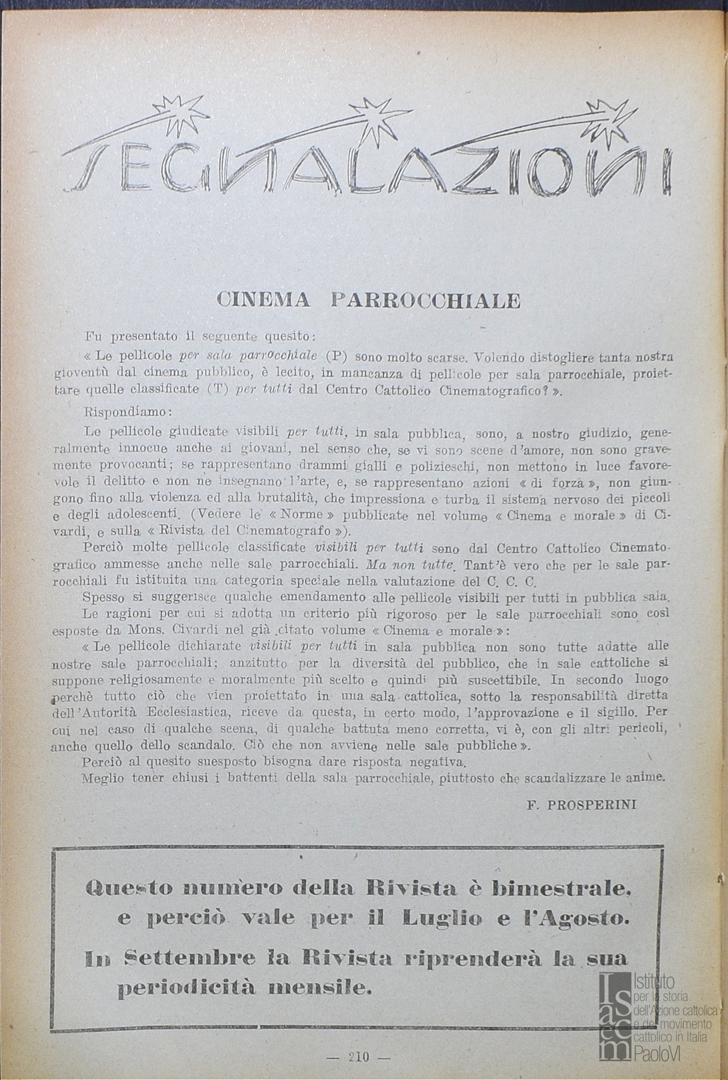 SEGNALAZIONI
CINEMA PARROCCHIALE
Fu presentato il seguente quesito:
« Le pellicole per sala parrocchiale (P) sono molto scarse. Volendo distogliere tanta nostra
gioventù dal cinema pubblico, è lecito, in mancanza di pellicole per sala parrocchiale, proiet-
tare quelle classificate (T) per tutti dal Centro Cattolico Cinematografico? ».
Rispondiamo:
Le pellicole giudicate visibili per tutti, in sala pubblica, sono, a nostro giudizio, gene-
ralmente innocue anche ai giovani, nel senso che, se vi sono scene d'amore, non sono grave-
mente provocanti; se rappresentano drammi gialli e polizieschi, non mettono in luce favore-
vole il delitto e non ne insegnano l'arte, e, se rappresentano azioni « di forza », non giun-
gono fino alla violenza ed alla brutalità, che impressiona e turba il sistema nervoso dei piccoli
e degli adolescenti. (Vedere le « Norme » pubblicate nel volume « Cinema e morale » di Ci-
vardi, e sulla « Rivista del Cinematografo »).
Perciò molte pellicole classificate visibili per tutti sono dal Centro Cattolico Cinemato-
grafico ammesse anche nelle sale parrocchiali. Ma non tutte. Tant'è vero che per le sale par-
rocchiali fu istituita una categoria speciale nella valutazione del C. C. C.
Spesso si suggerisce qualche emendamento alle pellicole visibili per tutti in pubblica sala.
Le ragioni per cui si adotta un criterio più rigoroso per le sale parrocchiali sono così
esposte da Mons. Civardi nel già citato volume « Cinema e morale »:
« Le pellicole dichiarate visibili per tutti in sala pubblica non sono tutte adatte alle
nostre sale parrocchiali; anzitutto per la diversità del pubblico, che in sale cattoliche si
suppone religiosamente e moralmente più scelto e quindi più suscettibile. In secondo luogo
perchè tutto ciò che vien proiettato in una sala cattolica, sotto la responsabilità diretta
dell'Autorità Ecclesiastica, riceve da questa, in certo modo, l'approvazione e il sigillo. Per
cui nel caso di qualche scena, di qualche battuta meno corretta, vi è, con gli altri pericoli,
anche quello dello scandalo. Ciò che non avviene nelle sale pubbliche ».
Perciò al quesito suesposto bisogna dare risposta negativa.
Meglio tener chiusi i battenti della sala parrocchiale, piuttosto che scandalizzare le anime.
F. PROSPERINI
Questo numero della Rivista è bimestrale,
e perciò vale per il Luglio e l'Agosto.
In Settembre la Rivista riprenderà la sua
periodicità mensile.
— 210 —
Isacem
Istituto
per la storia
dell'Azione cattolica
e del movimento
cattolico in Italia
PaoloVI